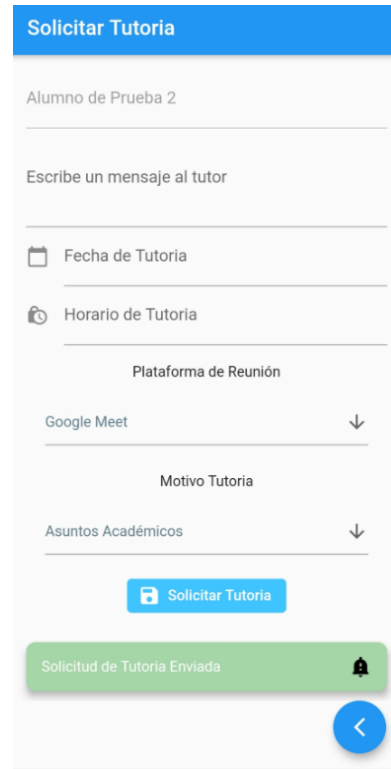 Solicitar Tutoria
Alumno de Prueba 2
Escribe un mensaje al tutor
Fecha de Tutoria
Horario de Tutoria
Plataforma de Reunión
Google Meet
Motivo Tutoria
Asuntos Académicos
Solicitar Tutoria
Solicitud de Tutoria Enviada